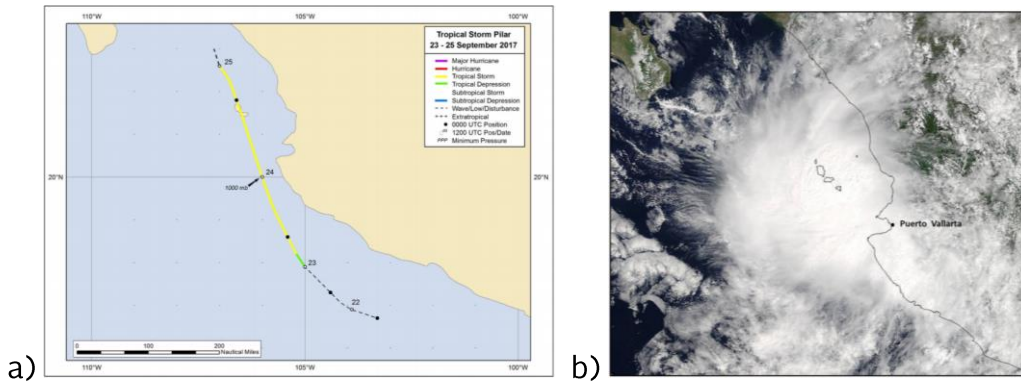 110°W
105°W
100°W
Tropical Storm Pilar
23 - 25 September 2017
Major Hurricane
Hurricane
Tropical Storm
Tropical Depression
Subtropical Storm
Subtropical Depression
Wave/Low/Disturbance
Extratropical
0000 UTC Position
1200 UTC Pos/Date
PPP Minimum Pressure
25
20°N
24
20°N
1000 mb
23
22
0
100
200
Nautical Miles
110°W
105°W
100°W
a)
Puerto Vallarta
b)